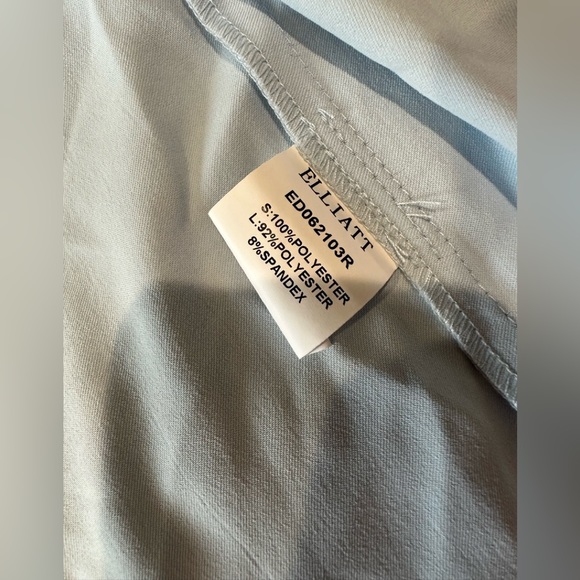 ELLIATT
ED062103R
S:100%POLYESTER
L:92%POLYESTER
8%SPANDEX